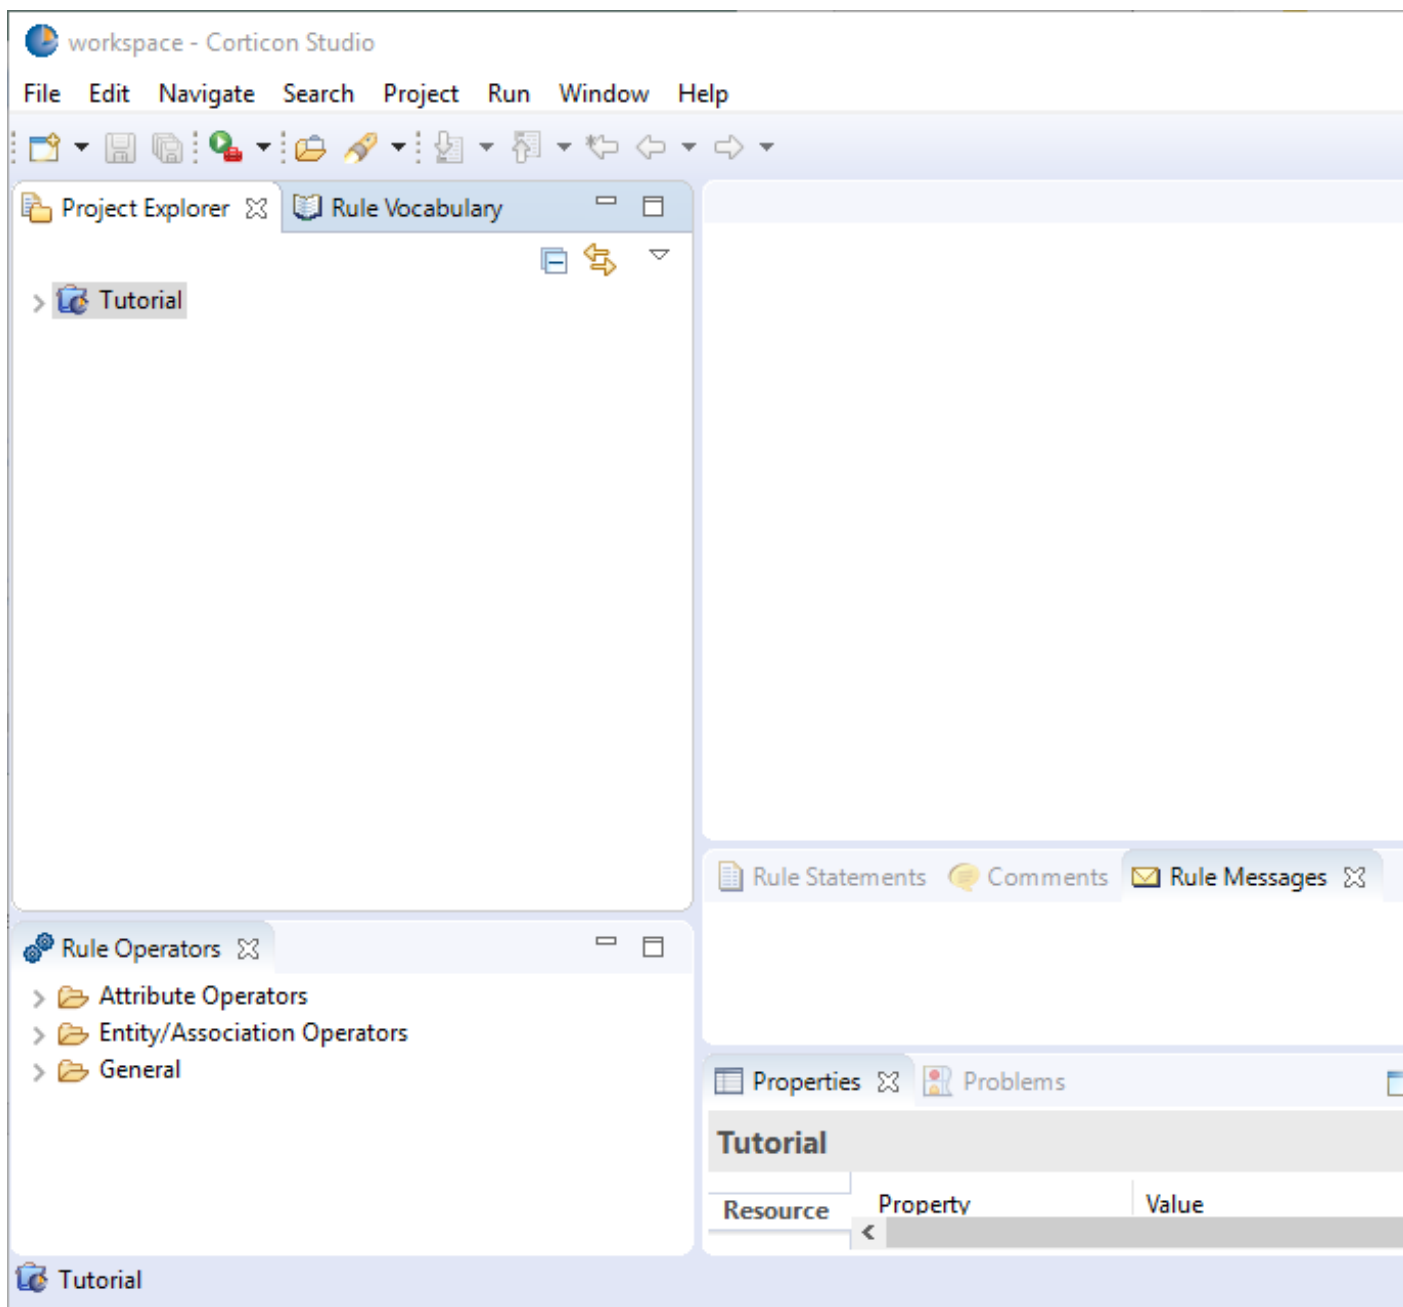 workspace - Corticon Studio
File Edit Navigate Search Project Run Window Help
Project Explorer Rule Vocabulary
Tutorial
Rule Statements Comments Rule Messages
Rule Operators
Attribute Operators
Entity/Association Operators
General
Properties Problems
Tutorial
Resource Property Value
Tutorial